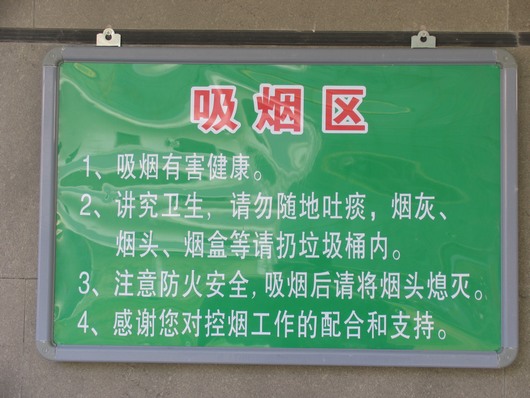 吸烟区
1、吸烟有害健康。
2、讲究卫生，请勿随地吐痰，烟灰、
烟头、烟盒等请扔垃圾桶内。
3、注意防火安全,吸烟后请将烟头熄灭。
4、感谢您对控烟工作的配合和支持。